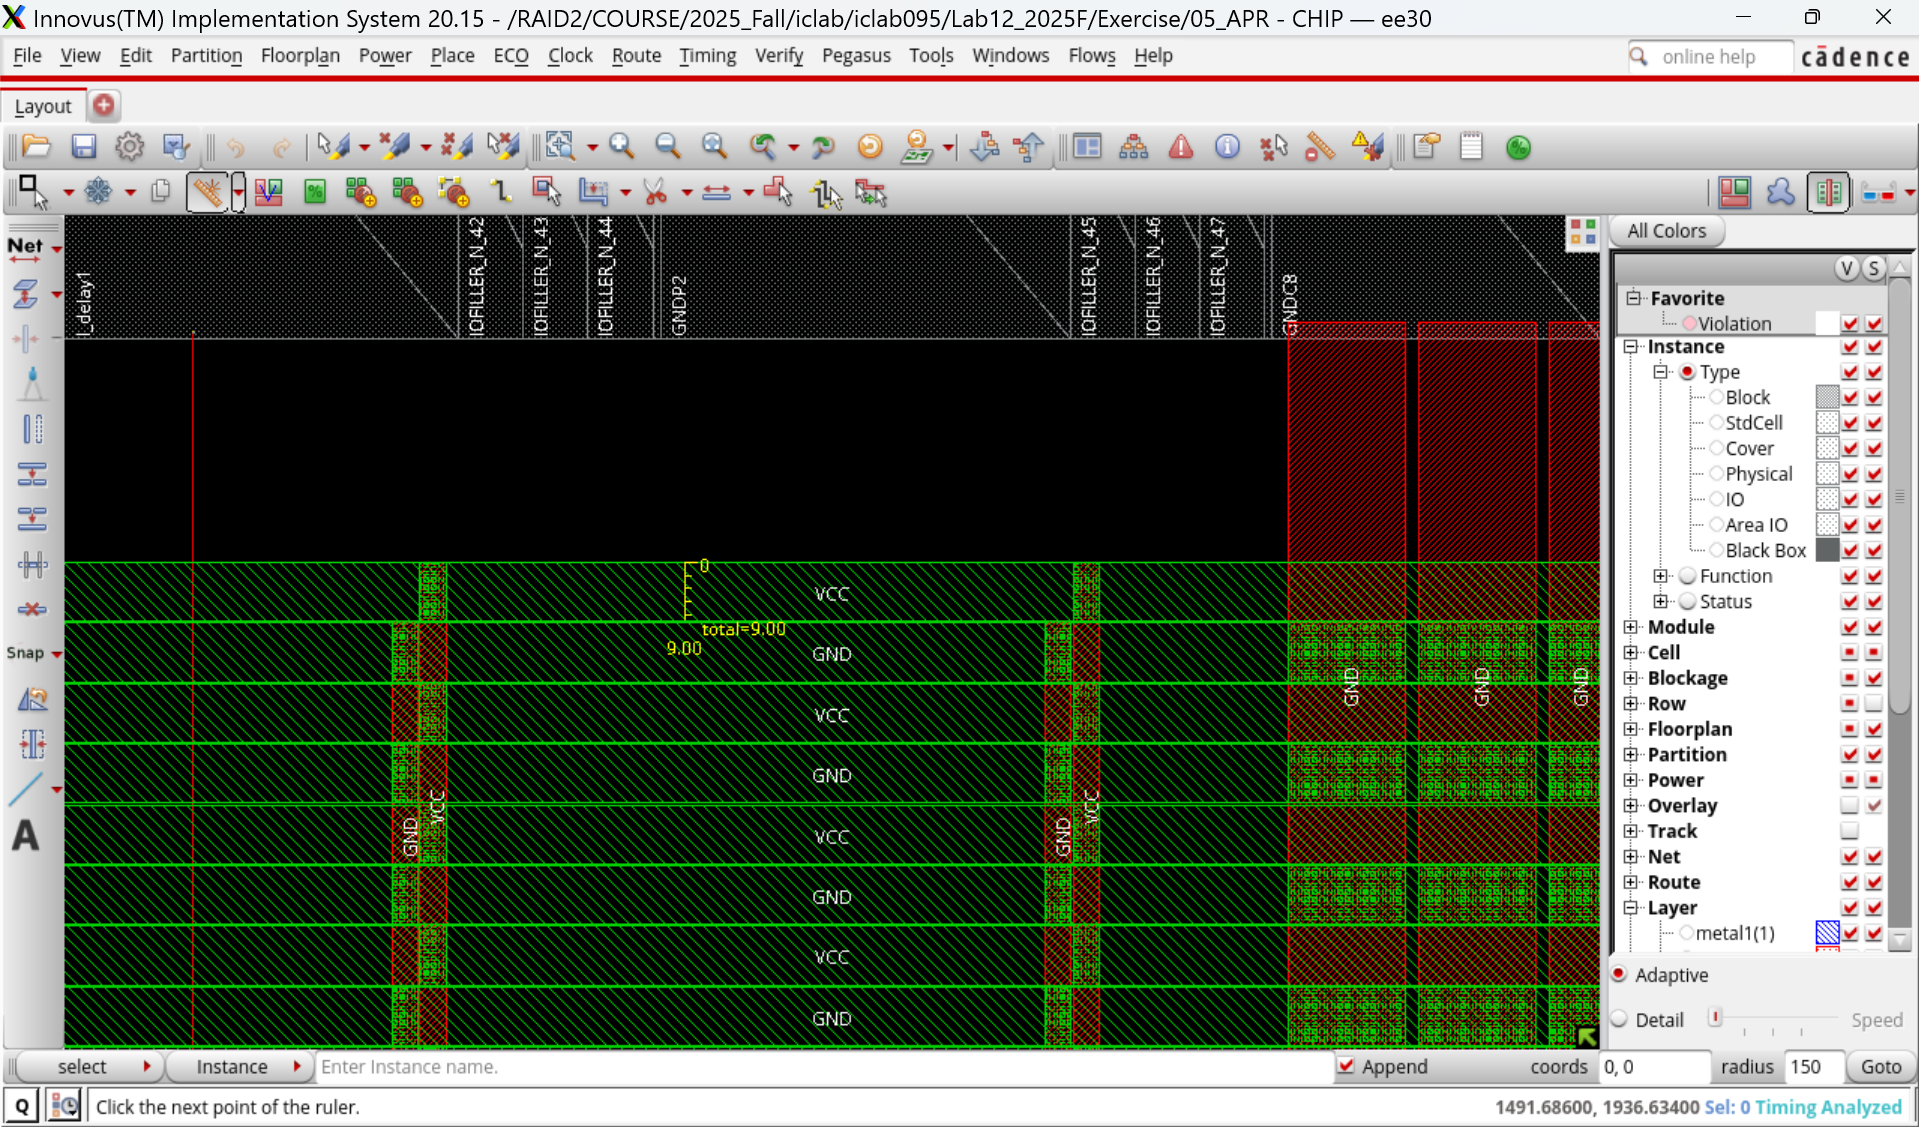 Innovus(TM) Implementation System 20.15 - /RAID2/COURSE/2025_Fall/iclab/iclab095/Lab12_2025F/Exercise/05_APR - CHIP — ee30
File View Edit Partition Floorplan Power Place ECO Clock Route Timing Verify Pegasus Tools Windows Flows Help
online help
cādence
Layout
Net
Snap
A
I_delay1
IOFILLER_N_42
IOFILLER_N_43
IOFILLER_N_44
GNDP2
IOFILLER_N_45
IOFILLER_N_46
IOFILLER_N_47
GNDC8
0
total=9.00
9.00
VCC
GND
VCC
GND
VCC
GND
VCC
GND
GND
VCC
GND
VCC
GND
GND
GND
All Colors
V S
Favorite
Violation
Instance
Type
Block
StdCell
Cover
Physical
IO
Area IO
Black Box
Function
Status
Module
Cell
Blockage
Row
Floorplan
Partition
Power
Overlay
Track
Net
Route
Layer
metal1(1)
Adaptive
Detail
Speed
select
Instance
Enter Instance name.
Append
coords 0, 0
radius 150
Goto
Q
Click the next point of the ruler.
1491.68600, 1936.63400 Sel: 0 Timing Analyzed